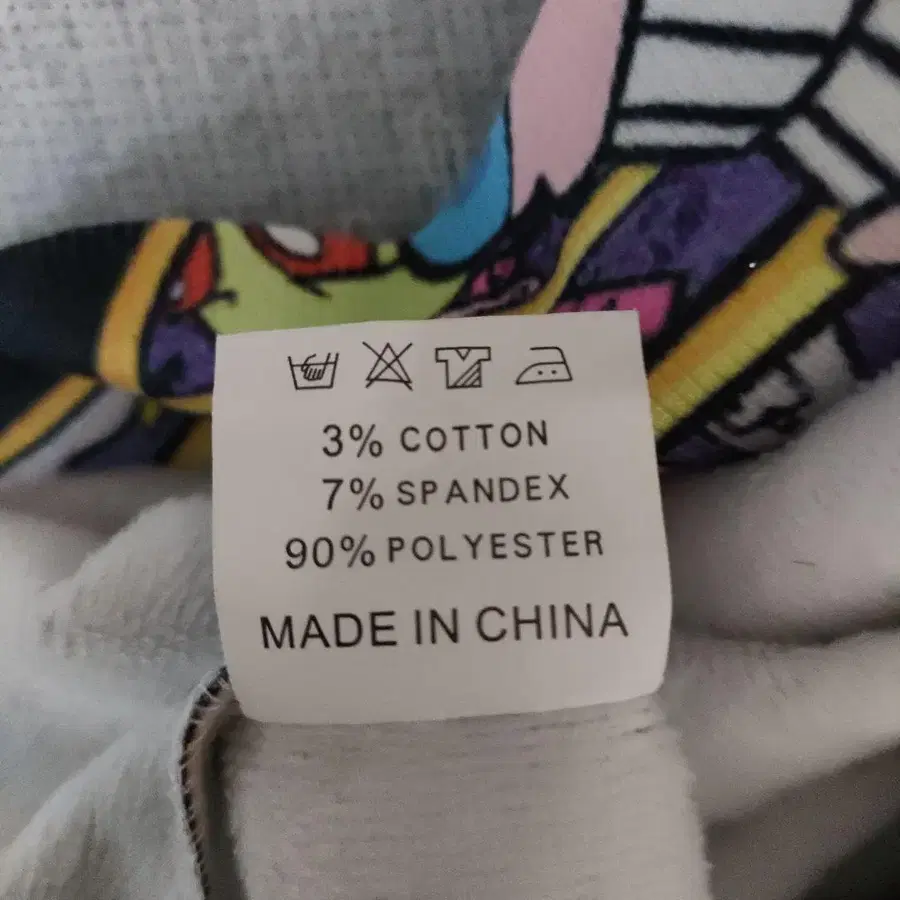 3% COTTON
7% SPANDEX
90% POLYESTER
MADE IN CHINA